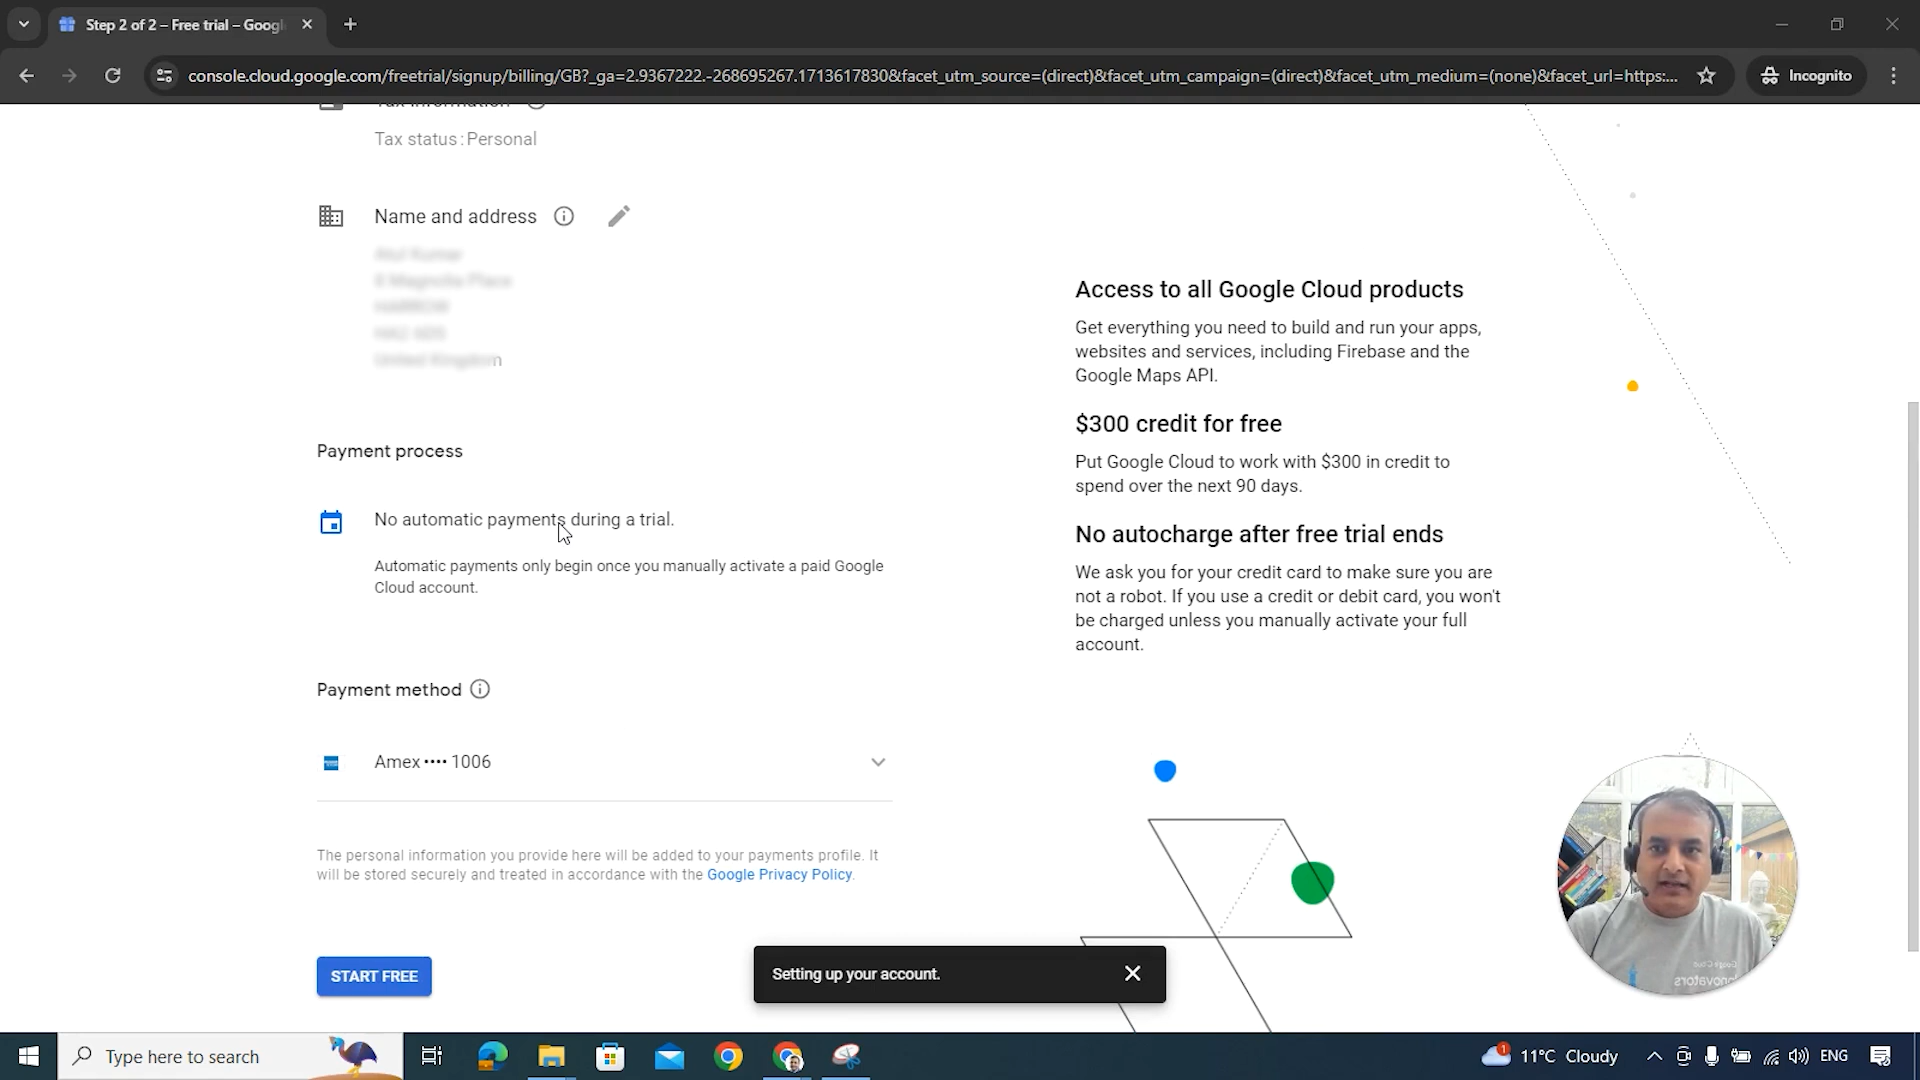 Step 2 of 2 – Free trial – Googl
console.cloud.google.com/freetrial/signup/billing/GB?_ga=2.9367222.-268695267.1713617830&facet_utm_source=(direct)&facet_utm_campaign=(direct)&facet_utm_medium=(none)&facet_url=https:...
Incognito
Tax information
Tax status: Personal
Name and address
Payment process
No automatic payments during a trial.
Automatic payments only begin once you manually activate a paid Google
Cloud account.
Payment method
Amex •••• 1006
The personal information you provide here will be added to your payments profile. It
will be stored securely and treated in accordance with the Google Privacy Policy.
START FREE
Access to all Google Cloud products
Get everything you need to build and run your apps,
websites and services, including Firebase and the
Google Maps API.
$300 credit for free
Put Google Cloud to work with $300 in credit to
spend over the next 90 days.
No autocharge after free trial ends
We ask you for your credit card to make sure you are
not a robot. If you use a credit or debit card, you won't
be charged unless you manually activate your full
account.
Setting up your account.
Type here to search
1
11°C Cloudy
ENG